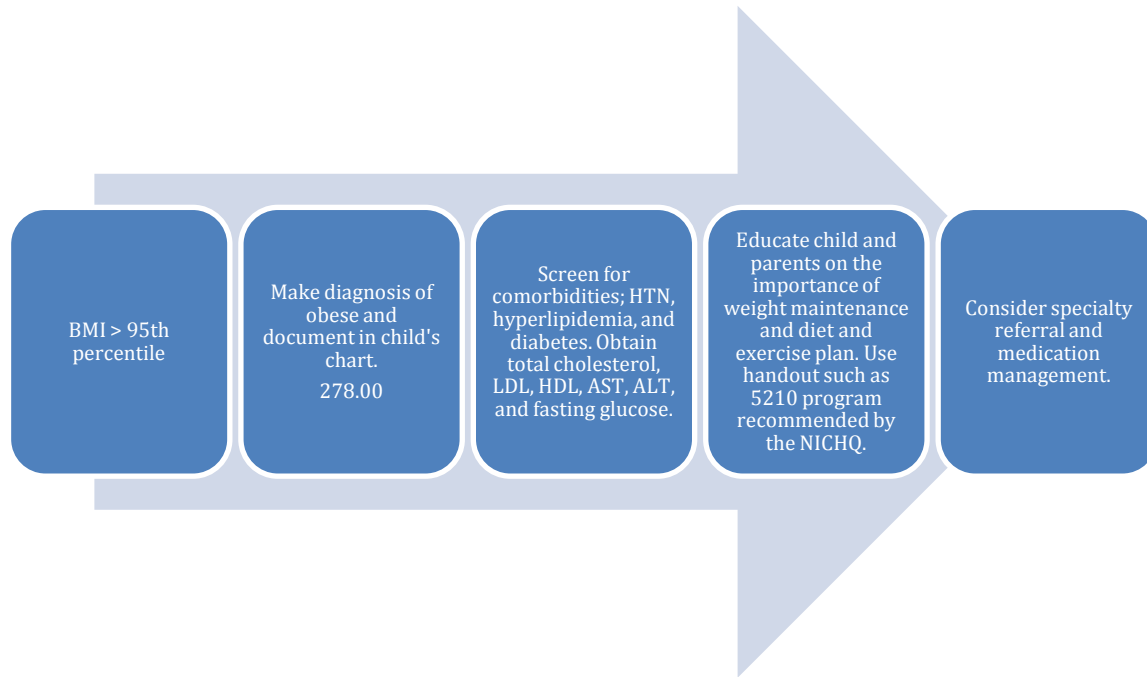 BMI > 95th
percentile
Make diagnosis of
obese and
document in child's
chart.
278.00
Screen for
comorbidities; HTN,
hyperlipidemia, and
diabetes. Obtain
total cholesterol,
LDL, HDL, AST, ALT,
and fasting glucose.
Educate child and
parents on the
importance of
weight maintenance
and diet and
exercise plan. Use
handout such as
5210 program
recommended by
the NICHQ.
Consider specialty
referral and
medication
management.